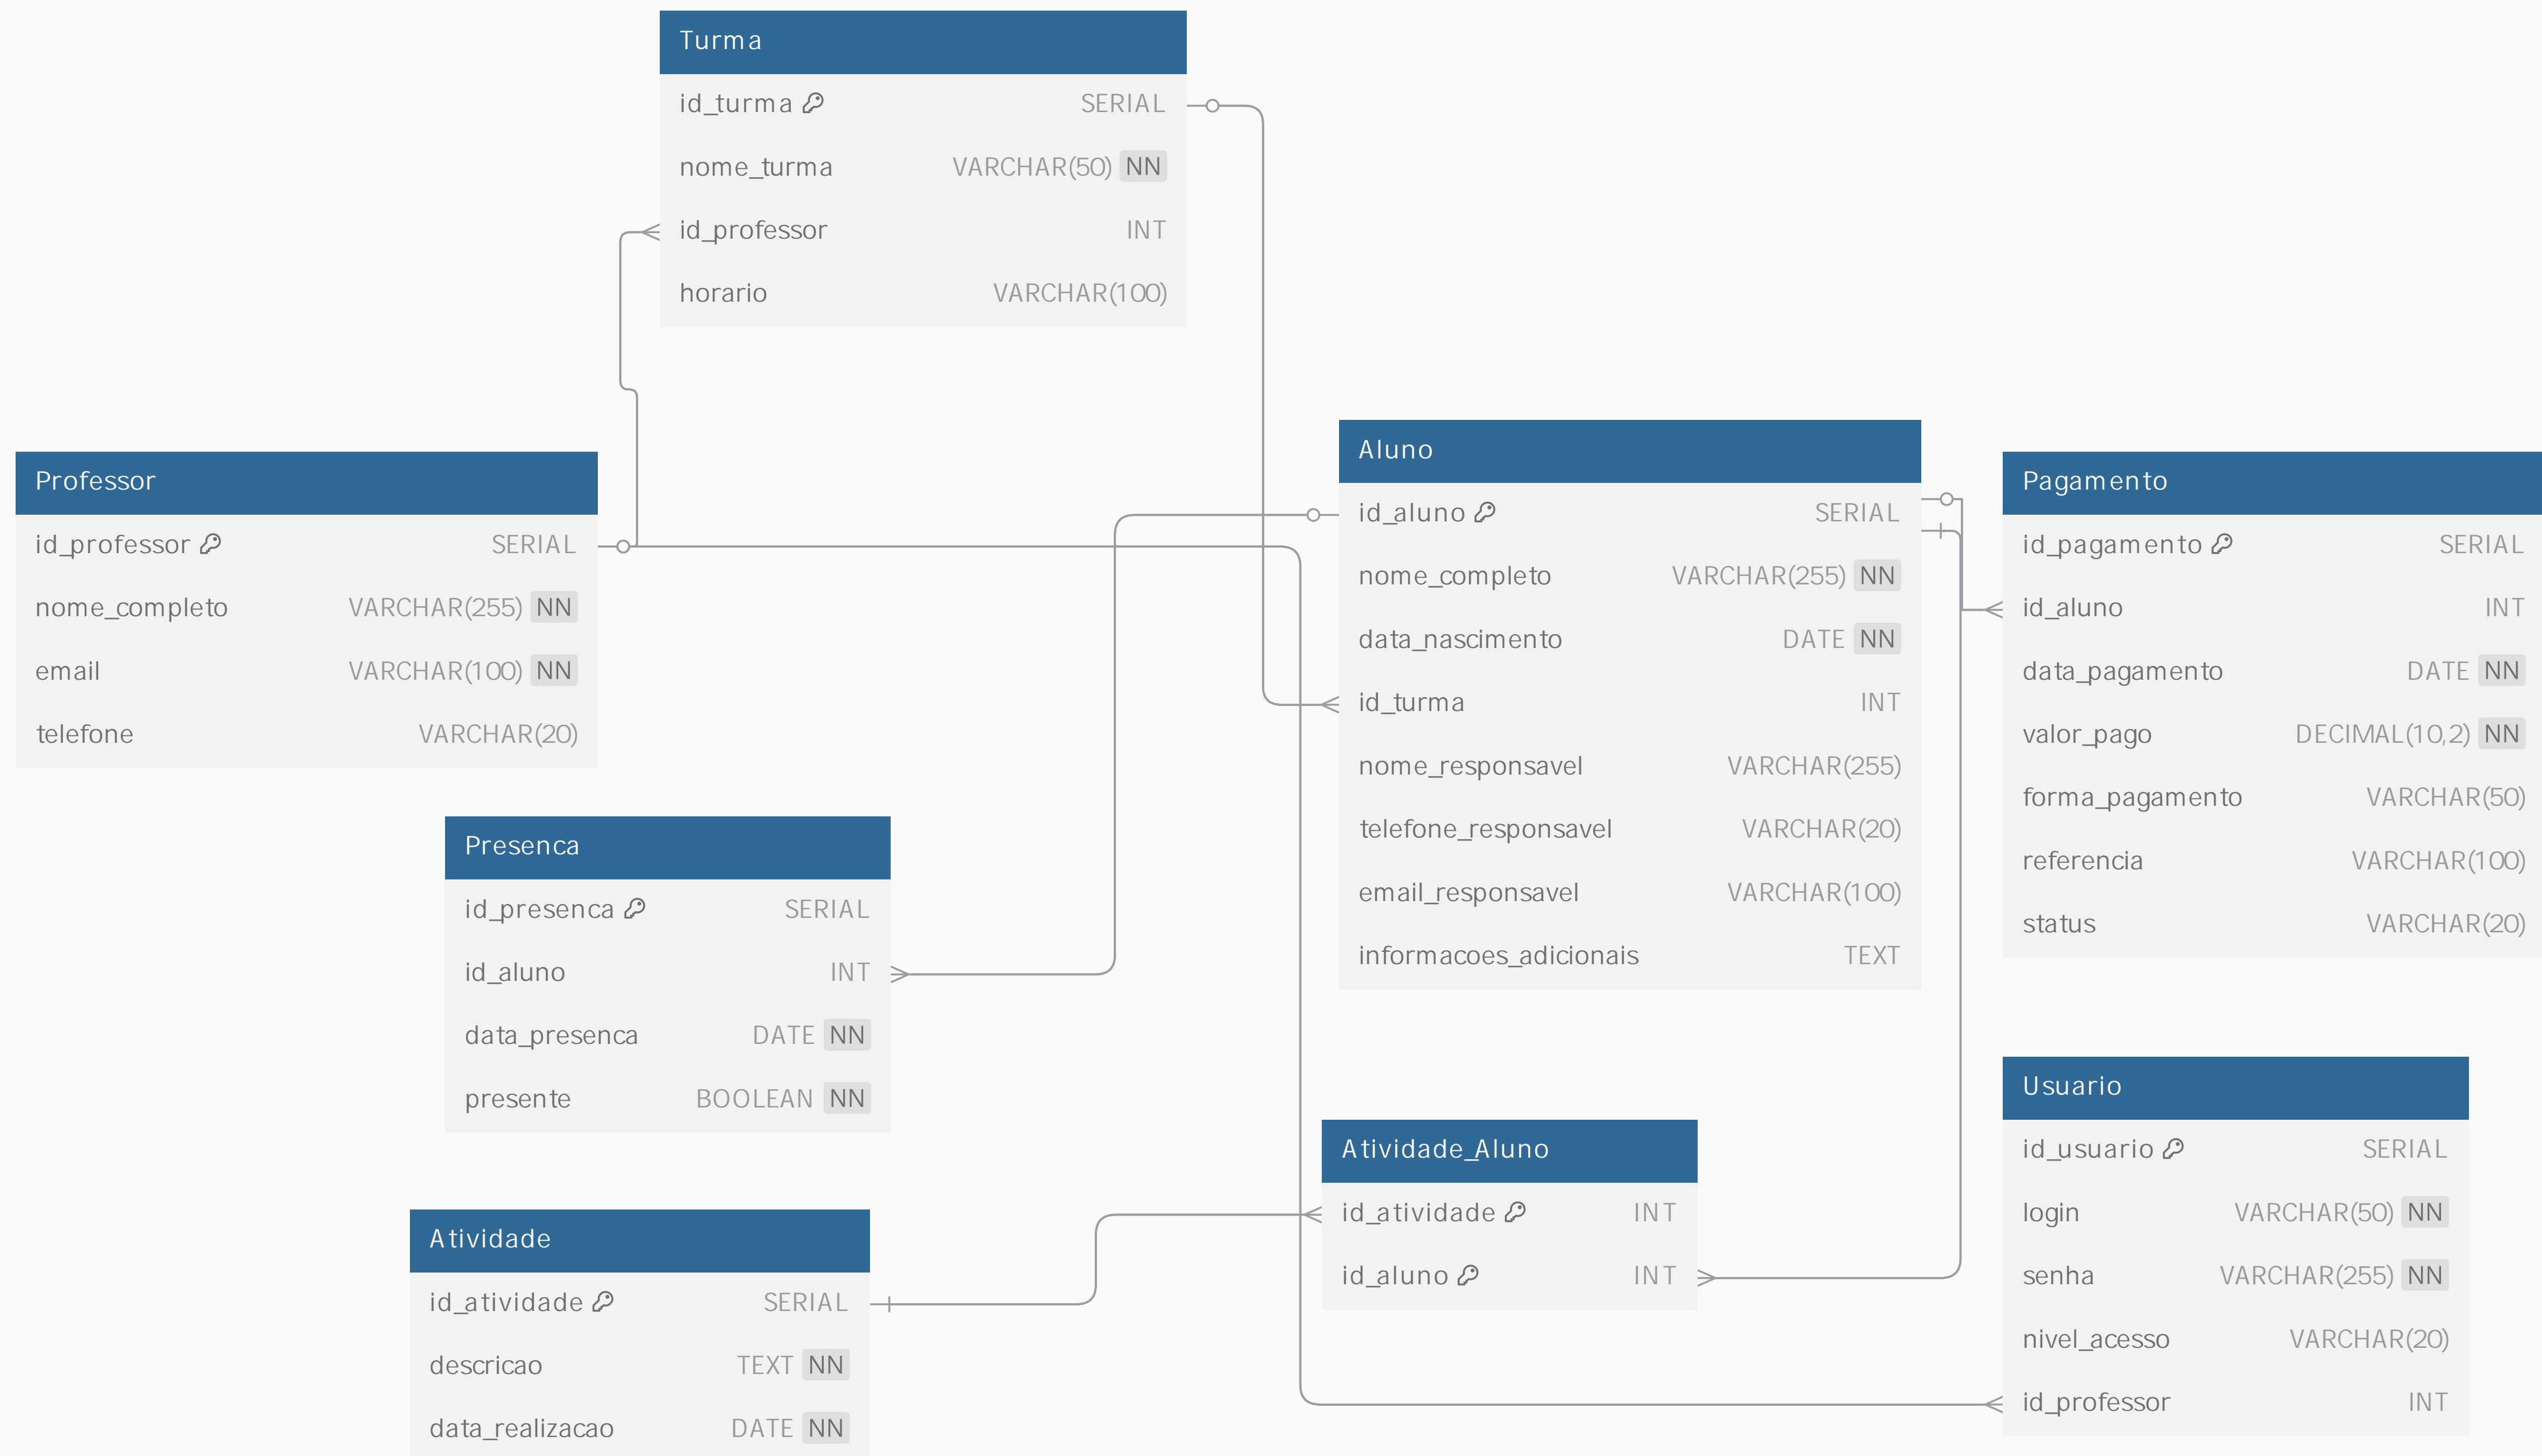 Turma
id_turma SERIAL
nome_turma VARCHAR(50) NN
id_professor INT
horario VARCHAR(100)
Professor
id_professor SERIAL
nome_completo VARCHAR(255) NN
email VARCHAR(100) NN
telefone VARCHAR(20)
Aluno
id_aluno SERIAL
nome_completo VARCHAR(255) NN
data_nascimento DATE NN
id_turma INT
nome_responsavel VARCHAR(255)
telefone_responsavel VARCHAR(20)
email_responsavel VARCHAR(100)
informacoes_adicionais TEXT
Pagamento
id_pagamento SERIAL
id_aluno INT
data_pagamento DATE NN
valor_pago DECIMAL(10,2) NN
forma_pagamento VARCHAR(50)
referencia VARCHAR(100)
status VARCHAR(20)
Presenca
id_presenca SERIAL
id_aluno INT
data_presenca DATE NN
presente BOOLEAN NN
Atividade
id_atividade SERIAL
descricao TEXT NN
data_realizacao DATE NN
Atividade_Aluno
id_atividade INT
id_aluno INT
Usuario
id_usuario SERIAL
login VARCHAR(50) NN
senha VARCHAR(255) NN
nivel_acesso VARCHAR(20)
id_professor INT